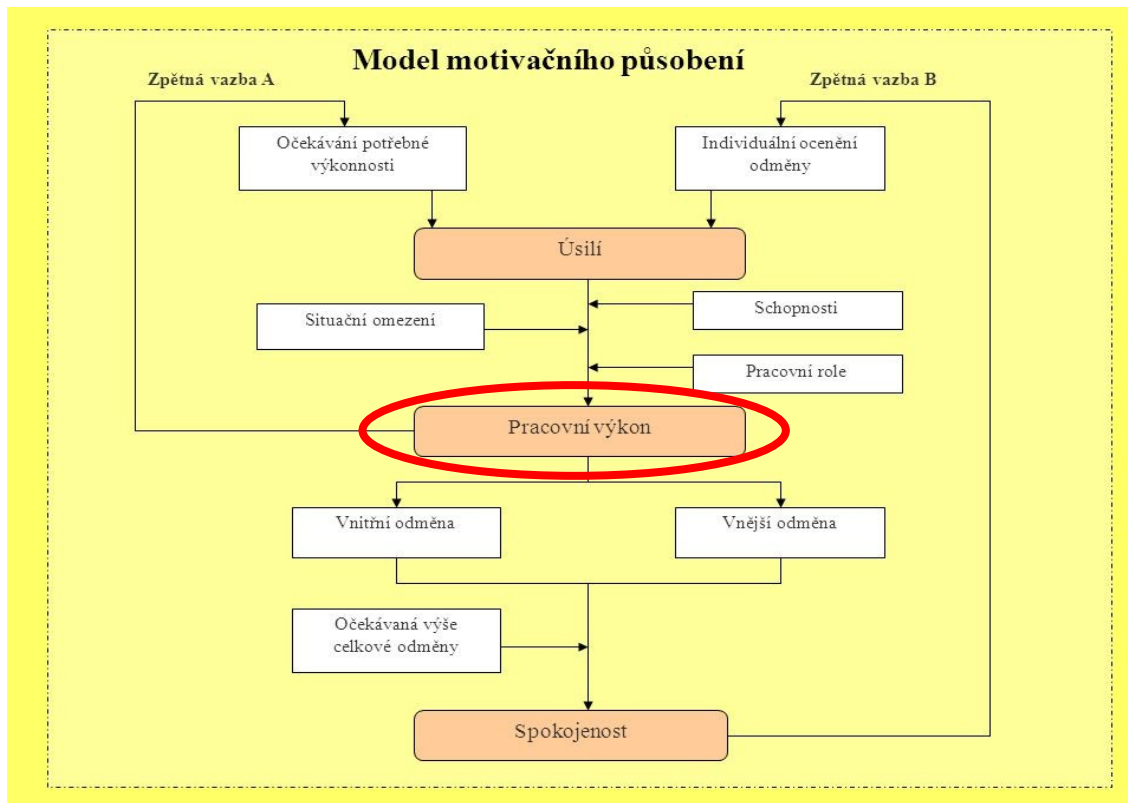 Model motivačního působení
Zpětná vazba A
Zpětná vazba B
Očekávání potřebné
výkonnosti
Individuální ocenění
odměny
Úsilí
Schopnosti
Situační omezení
Pracovní role
Pracovní výkon
Vnitřní odměna
Vnější odměna
Očekávaná výše
celkové odměny
Spokojenost